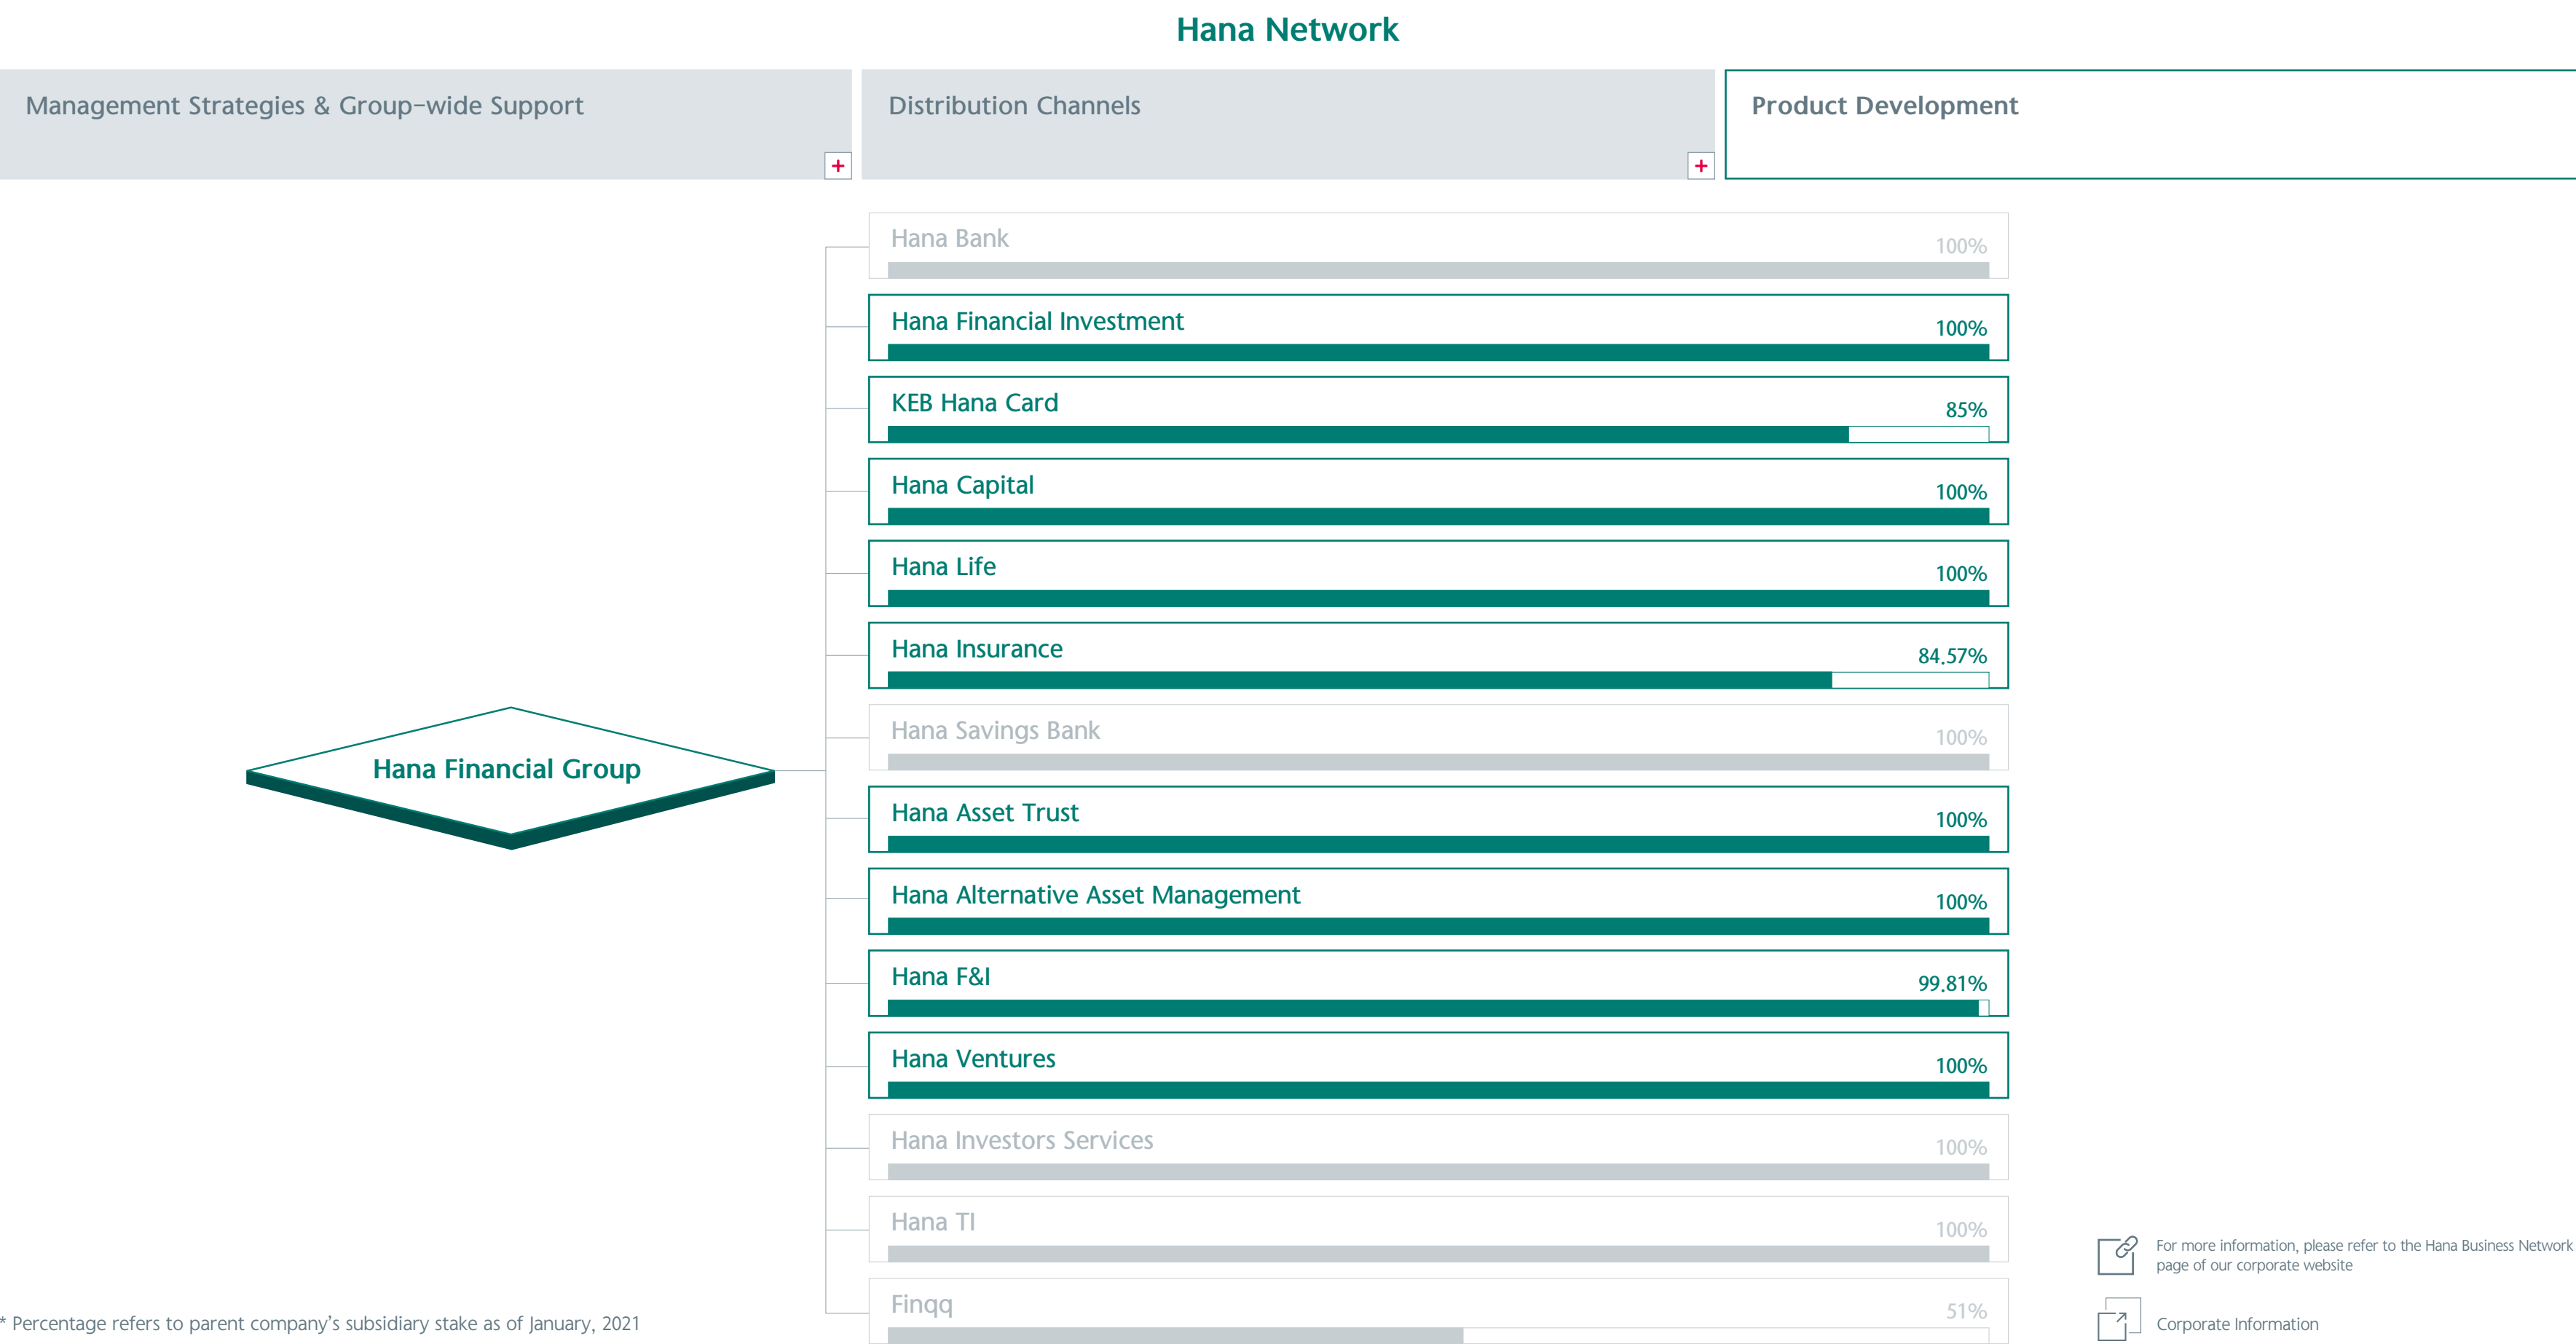 Hana Network
Management Strategies & Group-wide Support
+
Distribution Channels
+
Product Development
Hana Bank
100%
Hana Financial Investment
100%
KEB Hana Card
85%
Hana Capital
100%
Hana Life
100%
Hana Insurance
84.57%
Hana Savings Bank
100%
Hana Financial Group
Hana Asset Trust
100%
Hana Alternative Asset Management
100%
Hana F&I
99.81%
Hana Ventures
100%
Hana Investors Services
100%
Hana TI
100%
Finqq
51%
* Percentage refers to parent company's subsidiary stake as of January, 2021
For more information, please refer to the Hana Business Network
page of our corporate website
Corporate Information